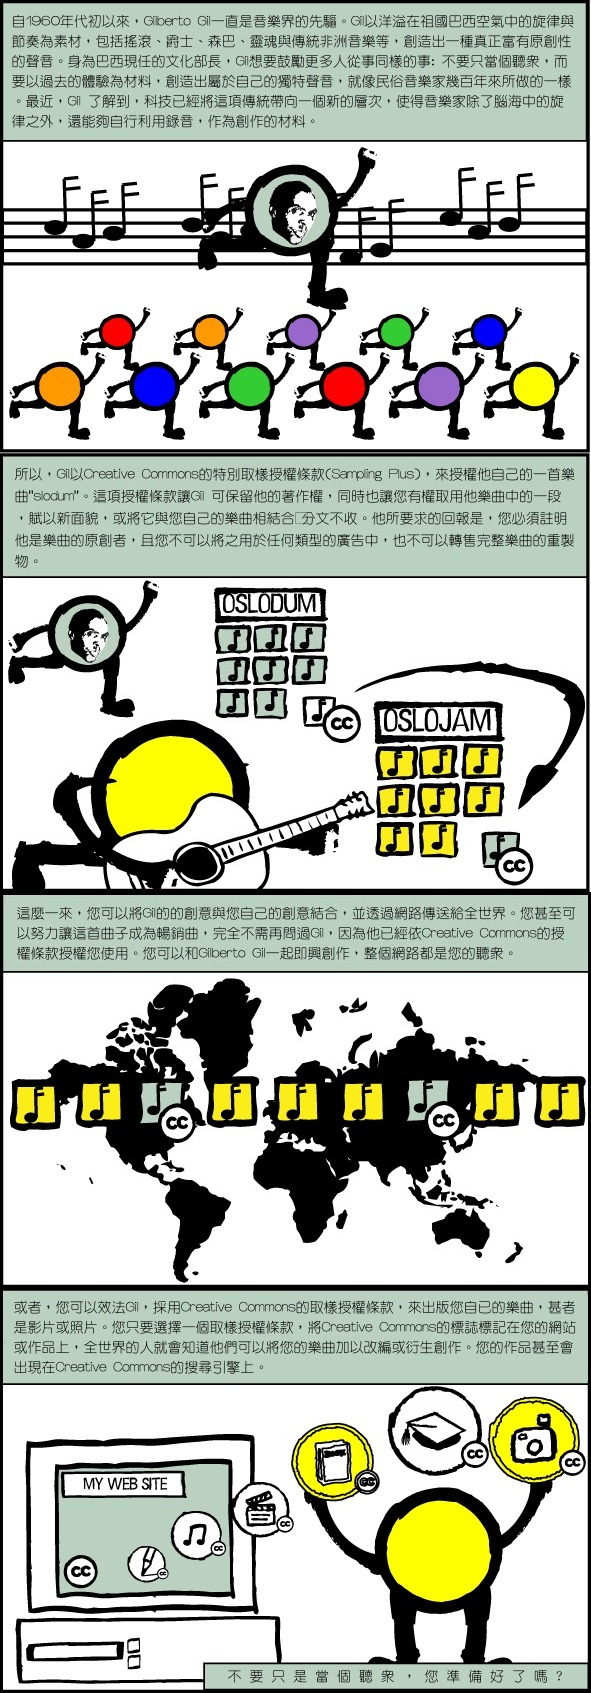 自1960年代初以來，Gilberto Gil一直是音樂界的先驅。Gil以洋溢在祖國巴西空氣中的旋律與
節奏為素材，包括搖滾、爵士、森巴、靈魂與傳統非洲音樂等，創造出一種真正富有原創性
的聲音。身為巴西現任的文化部長，Gil想要鼓勵更多人從事同樣的事: 不要只當個聽衆，而
要以過去的體驗為材料，創造出屬於自己的獨特聲音，就像民俗音樂家幾百年來所做的一樣
。最近，Gil 了解到，科技已經將這項傳統帶向一個新的層次，使得音樂家除了腦海中的旋
律之外，還能夠自行利用錄音，作為創作的材料。
所以，Gil以Creative Commons的特別取樣授權條款(Sampling Plus)，來授權他自己的一首樂
曲"slodum"。這項授權條款讓Gil 可保留他的著作權，同時也讓您有權取用他樂曲中的一段
，賦以新面貌，或將它與您自己的樂曲相結合□分文不收。他所要求的回報是，您必須註明
他是樂曲的原創者，且您不可以將之用於任何類型的廣告中，也不可以轉售完整樂曲的重製
物。
OSLODUM
CC
OSLOJAM
CC
這麼一來，您可以將Gil的的創意與您自己的創意結合，並透過網路傳送給全世界。您甚至可
以努力讓這首曲子成為暢銷曲，完全不需再問過Gil，因為他已經依Creative Commons的授
權條款授權您使用。您可以和Gilberto Gil一起即興創作，整個網路都是您的聽衆。
CC
CC
或者，您可以效法Gil，採用Creative Commons的取樣授權條款，來出版您自已的樂曲，甚者
是影片或照片。您只要選擇一個取樣授權條款，將Creative Commons的標誌標記在您的網站
或作品上，全世界的人就會知道他們可以將您的樂曲加以改編或衍生創作。您的作品甚至會
出現在Creative Commons的搜尋引擎上。
MY WEB SITE
CC
CC
CC
CC
BOOK
CC
CC
CC
不要只是當個聽衆，您準備好了嗎？